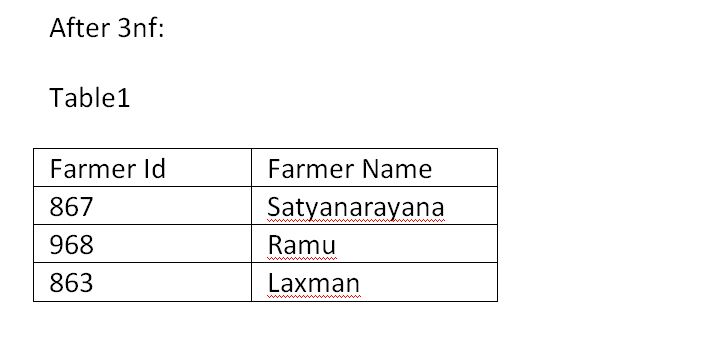 After 3nf:
Table1
Farmer Id Farmer Name
867 Satyanarayana
968 Ramu
863 Laxman